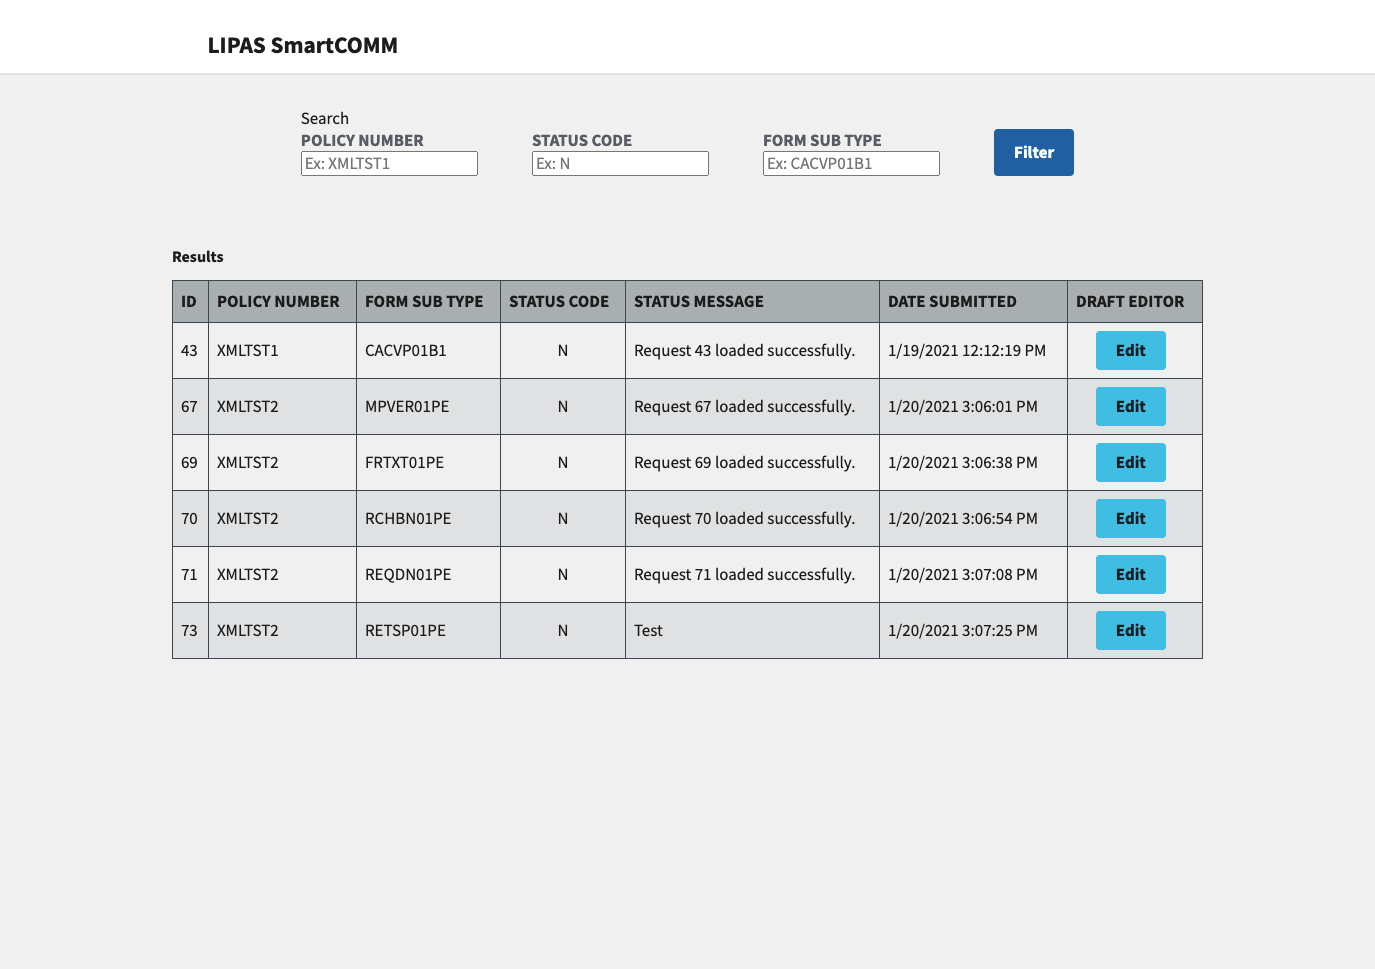 LIPAS SmartCOMM
Search
POLICY NUMBER STATUS CODE FORM SUB TYPE
Ex: XMLTST1 Ex: N Ex: CACVP01B1 Filter
Results
ID POLICY NUMBER FORM SUB TYPE STATUS CODE STATUS MESSAGE DATE SUBMITTED DRAFT EDITOR
43 XMLTST1 CACVP01B1 N Request 43 loaded successfully. 1/19/2021 12:12:19 PM Edit
67 XMLTST2 MPVER01PE N Request 67 loaded successfully. 1/20/2021 3:06:01 PM Edit
69 XMLTST2 FRTXT01PE N Request 69 loaded successfully. 1/20/2021 3:06:38 PM Edit
70 XMLTST2 RCHBN01PE N Request 70 loaded successfully. 1/20/2021 3:06:54 PM Edit
71 XMLTST2 REQDN01PE N Request 71 loaded successfully. 1/20/2021 3:07:08 PM Edit
73 XMLTST2 RETSP01PE N Test 1/20/2021 3:07:25 PM Edit